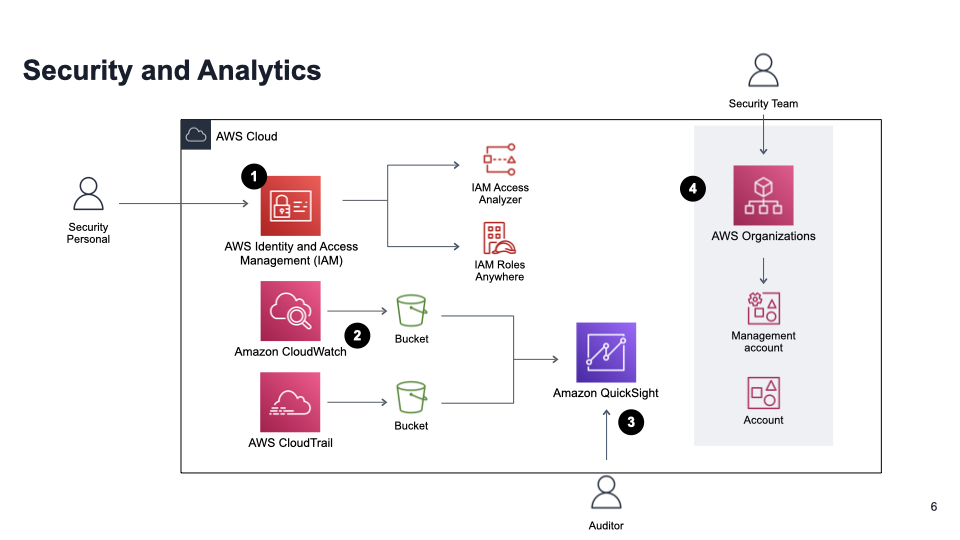 Security and Analytics
Security Team
AWS Cloud
1
IAM Access
Analyzer
4
Security
Personal
AWS Identity and Access
Management (IAM)
AWS Organizations
IAM Roles
Anywhere
2
Bucket
Amazon CloudWatch
Management
account
Amazon QuickSight
3
Bucket
AWS CloudTrail
Account
6
Auditor